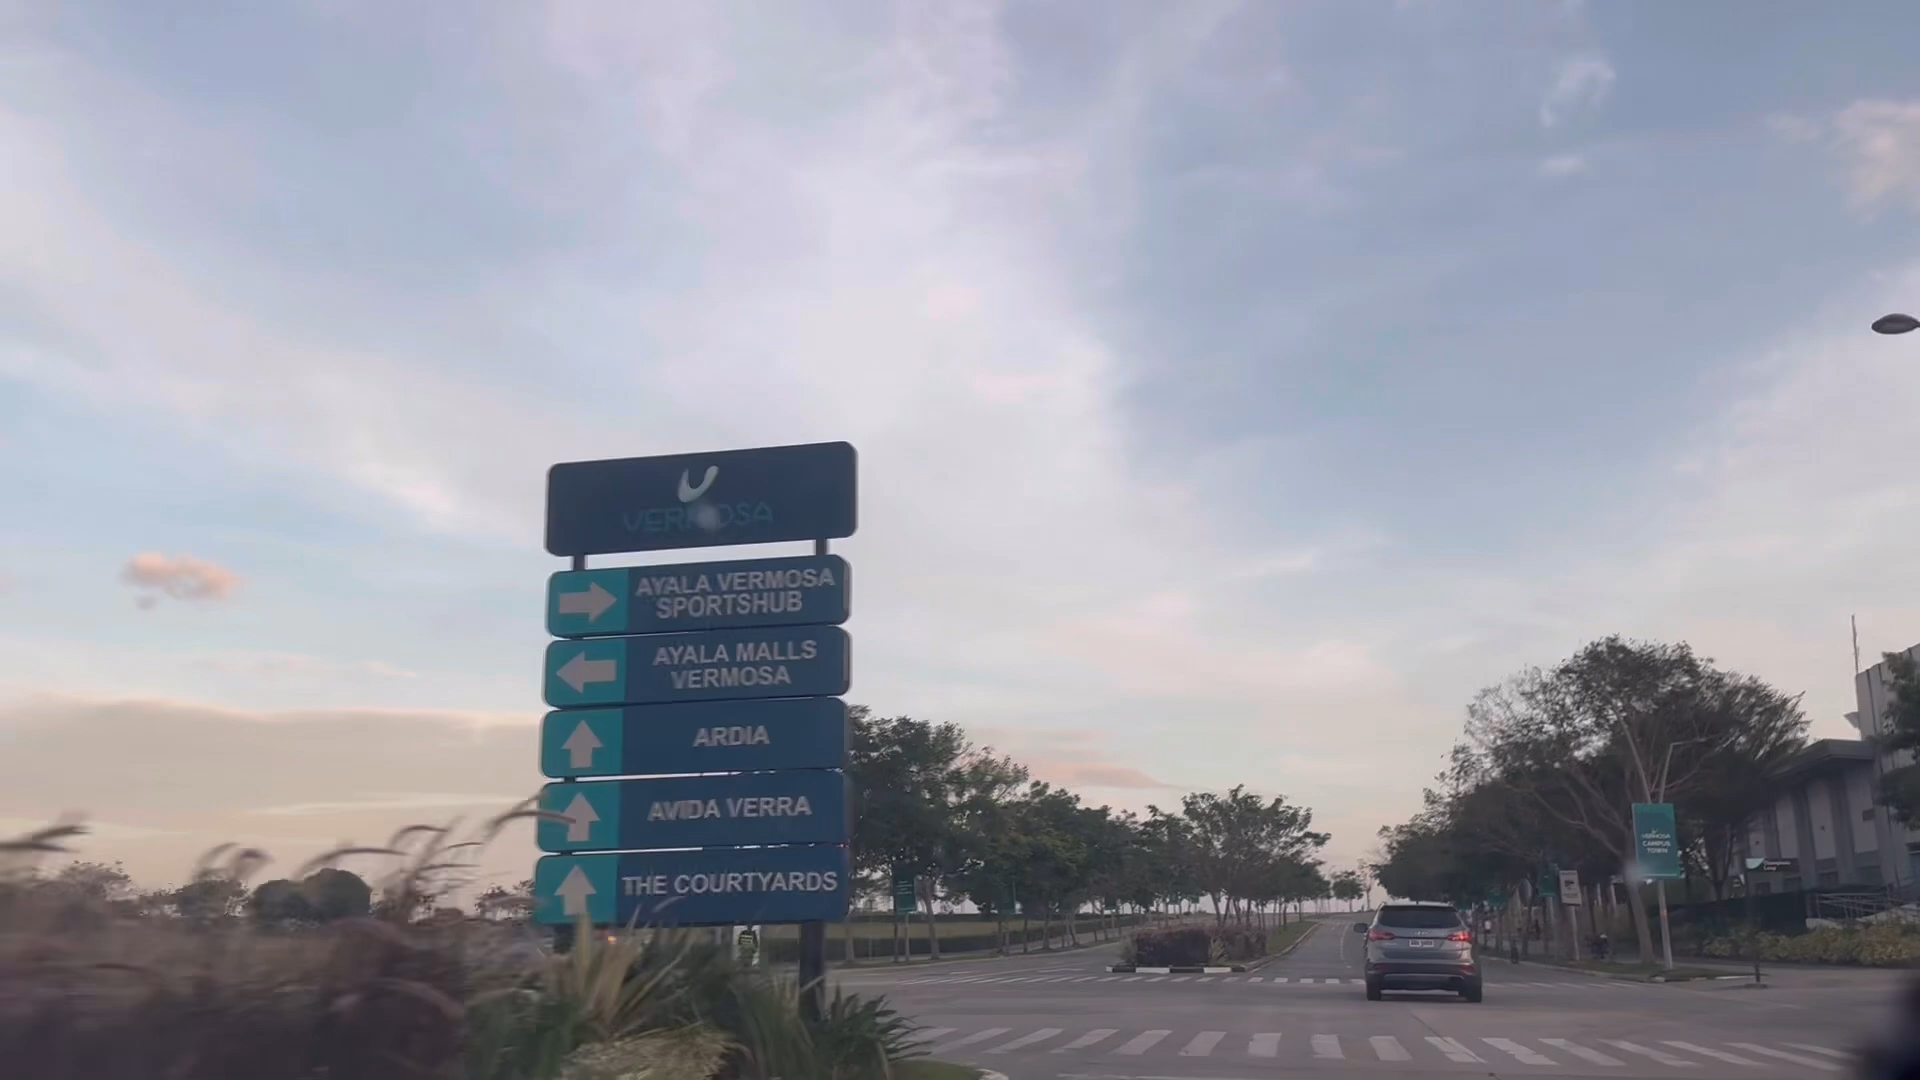 VERMOSA
AYALA VERMOSA
SPORTSHUB
AYALA MALLS
VERMOSA
ARDIA
AVIDA VERRA
THE COURTYARDS
VERMOSA
CAMPUS
TOWN